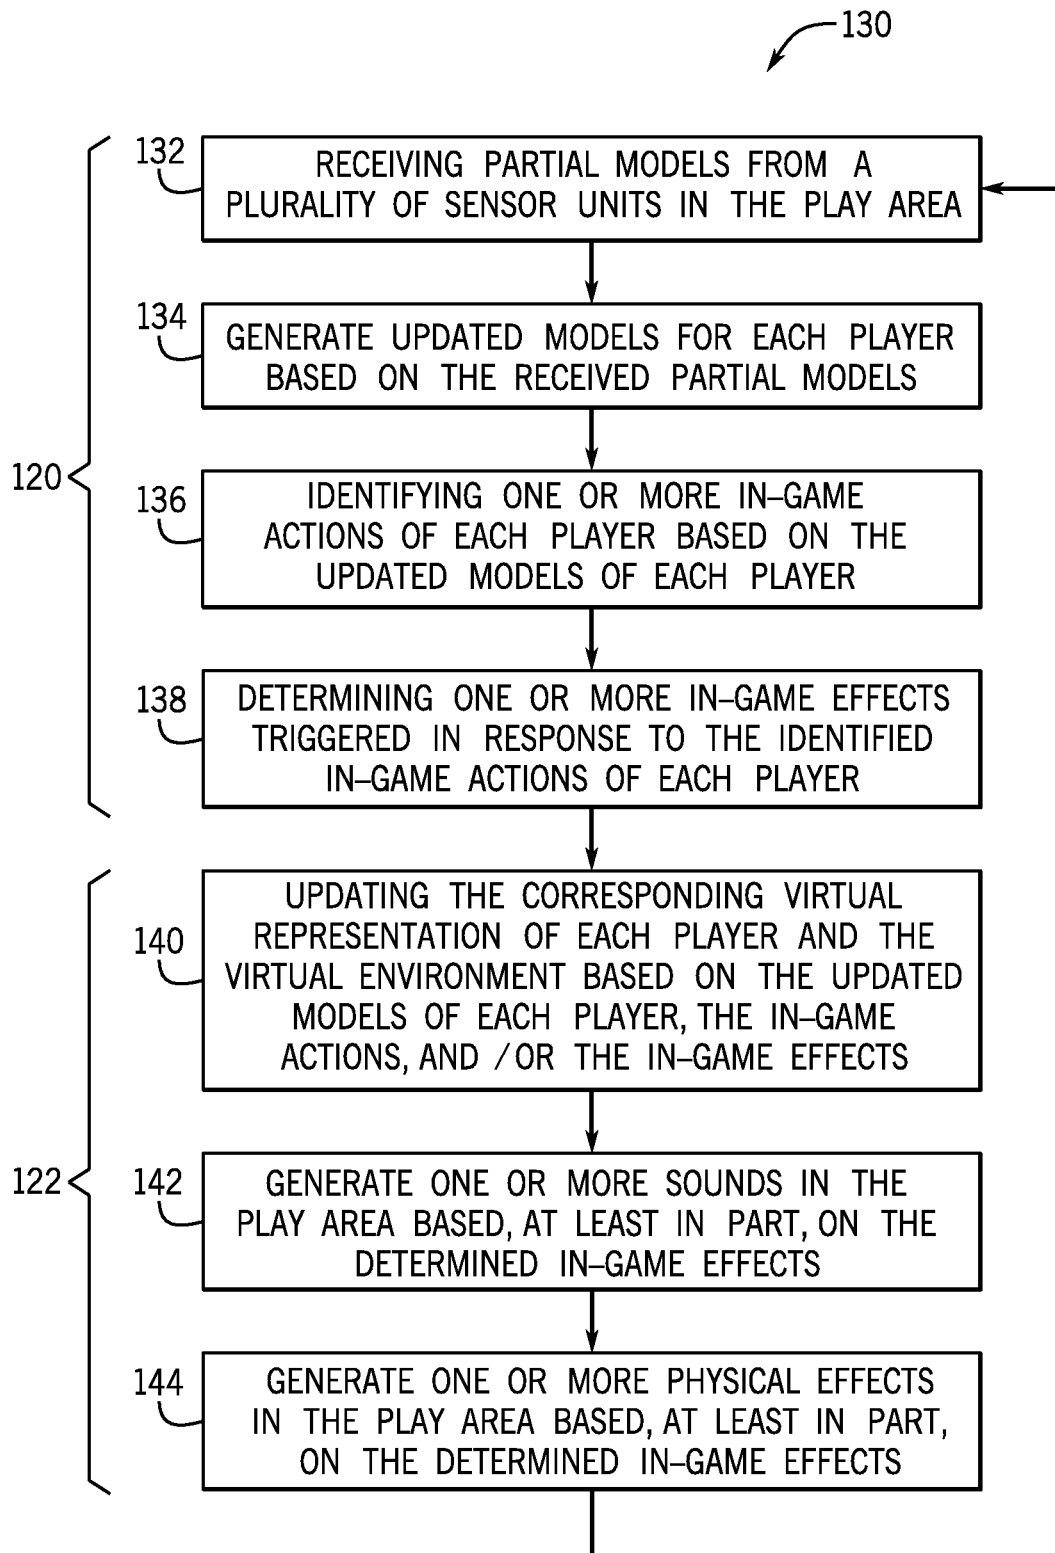 130
132
RECEIVING PARTIAL MODELS FROM A
PLURALITY OF SENSOR UNITS IN THE PLAY AREA
134
GENERATE UPDATED MODELS FOR EACH PLAYER
BASED ON THE RECEIVED PARTIAL MODELS
120
136
IDENTIFYING ONE OR MORE IN–GAME
ACTIONS OF EACH PLAYER BASED ON THE
UPDATED MODELS OF EACH PLAYER
138
DETERMINING ONE OR MORE IN–GAME EFFECTS
TRIGGERED IN RESPONSE TO THE IDENTIFIED
IN–GAME ACTIONS OF EACH PLAYER
140
UPDATING THE CORRESPONDING VIRTUAL
REPRESENTATION OF EACH PLAYER AND THE
VIRTUAL ENVIRONMENT BASED ON THE UPDATED
MODELS OF EACH PLAYER, THE IN–GAME
ACTIONS, AND /OR THE IN–GAME EFFECTS
122
142
GENERATE ONE OR MORE SOUNDS IN THE
PLAY AREA BASED, AT LEAST IN PART, ON THE
DETERMINED IN–GAME EFFECTS
144
GENERATE ONE OR MORE PHYSICAL EFFECTS
IN THE PLAY AREA BASED, AT LEAST IN PART,
ON THE DETERMINED IN–GAME EFFECTS